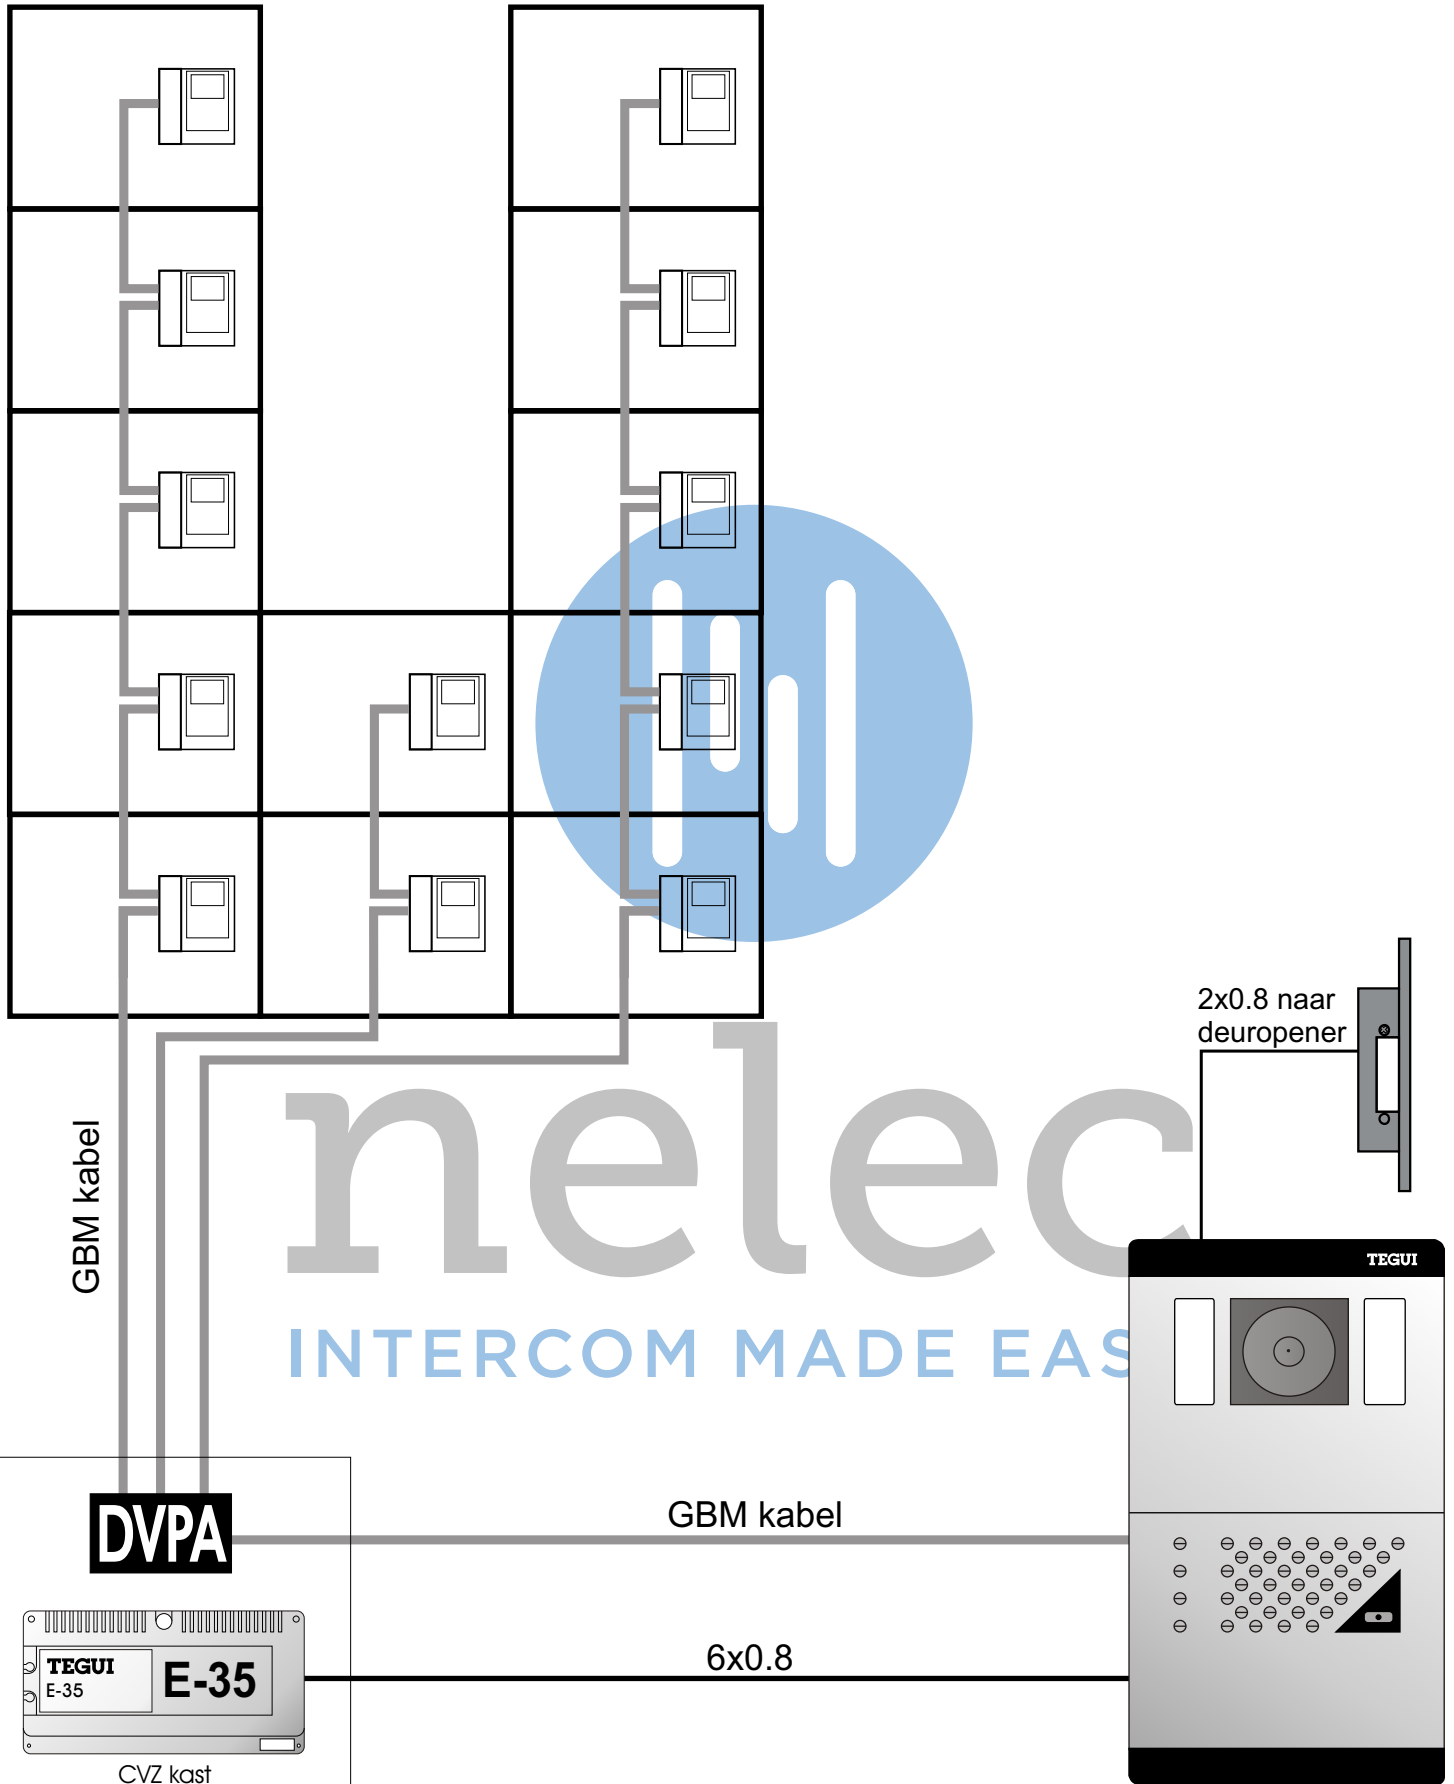 2x0.8 naar
deuropener
GBM kabel
nelec
TEGUI
INTERCOM MADE EAS
DVPA
GBM kabel
TEGUI
E-35
E-35
6x0.8
CVZ kast